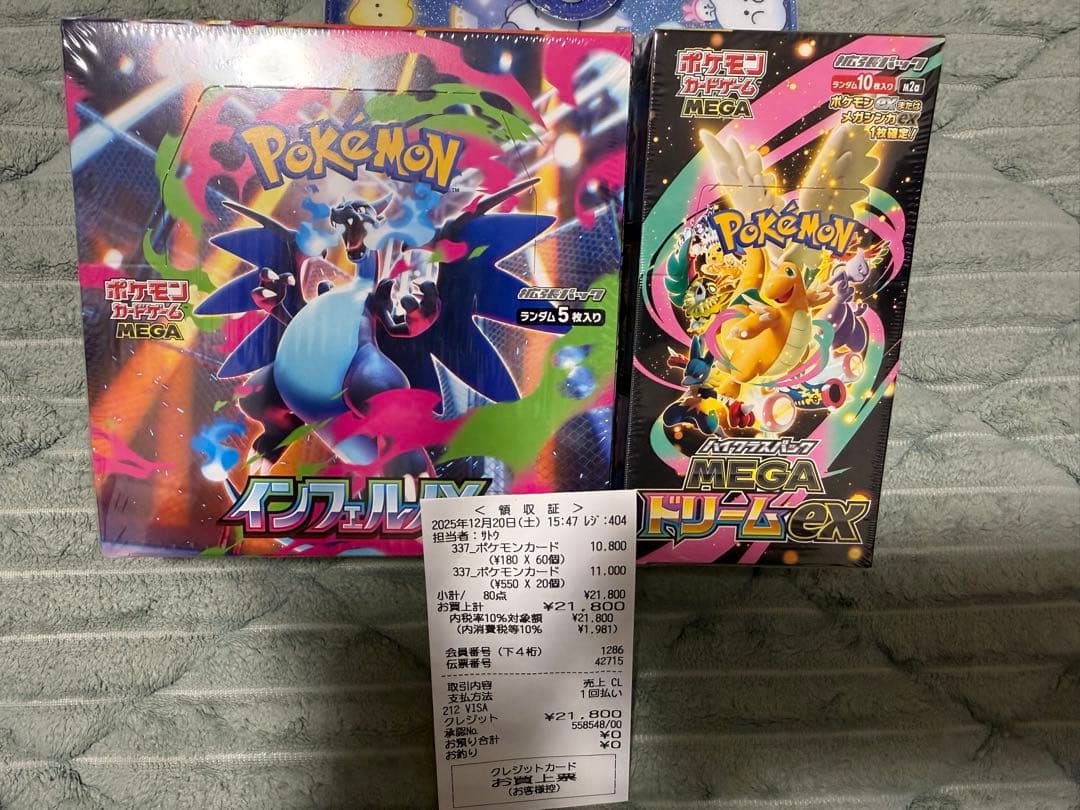 Pokémon
TM
ポケモン
カードゲーム
MEGA
拡張パック
ランダム5枚入り
インフェルノX
ポケモン
カードゲーム
MEGA
拡張パック
ランダム10枚入り
M2a
ポケモンexまたは
メガシンカex
1枚確定!
Pokémon
ハイクラスパック
MEGA
ドリームex
< 領 収 証 >
2025年12月20日(土) 15:47 レジ:404
担当者:サトウ
337_ポケモンカード 10,800
(¥180 X 60個)
337_ポケモンカード 11,000
(¥550 X 20個)
小計/ 80点 ¥21,800
お買上計 ¥21,800
内税率10%対象額 ¥21,800
(内消費税等10% ¥1,981)
会員番号(下4桁) 1286
伝票番号 42715
取引内容 売上 CL
支払方法 1回払い
212 VISA
クレジット ¥21,800
承認No. 558548/00
お預り合計 ¥0
お釣り ¥0
クレジットカード
お買上票
(お客様控)